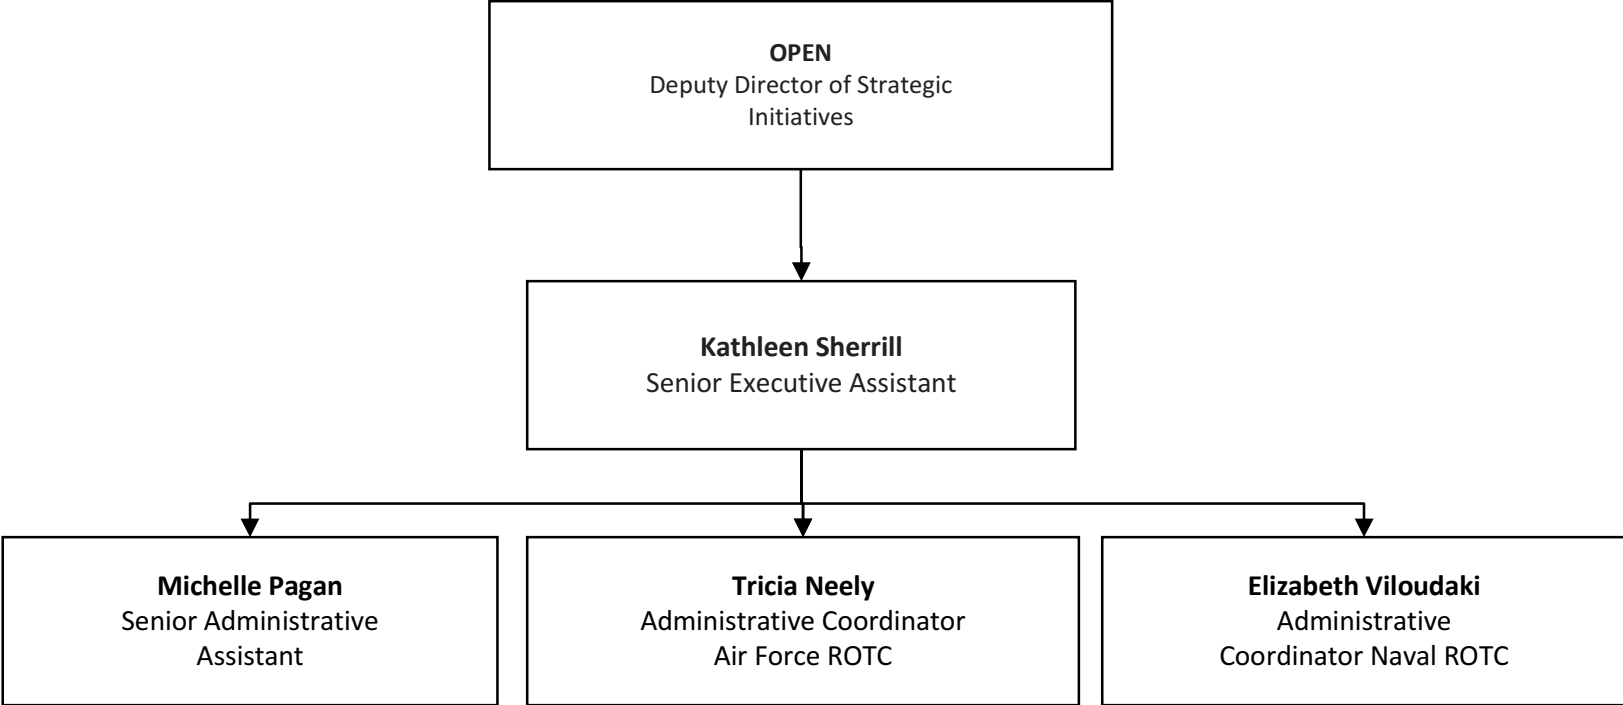 OPEN
Deputy Director of Strategic
Initiatives
Kathleen Sherrill
Senior Executive Assistant
Michelle Pagan
Senior Administrative
Assistant
Tricia Neely
Administrative Coordinator
Air Force ROTC
Elizabeth Viloudaki
Administrative
Coordinator Naval ROTC